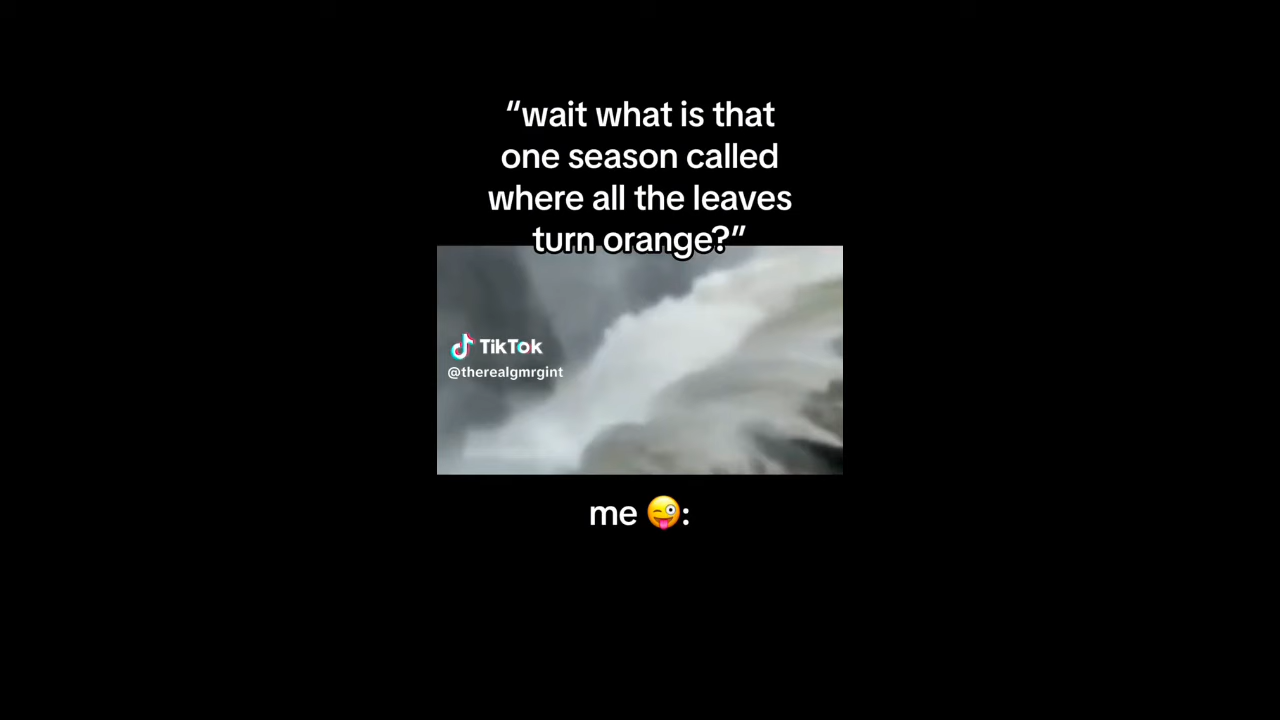 “wait what is that
one season called
where all the leaves
turn orange?”
TikTok
@therealgmrgint
me 😜: